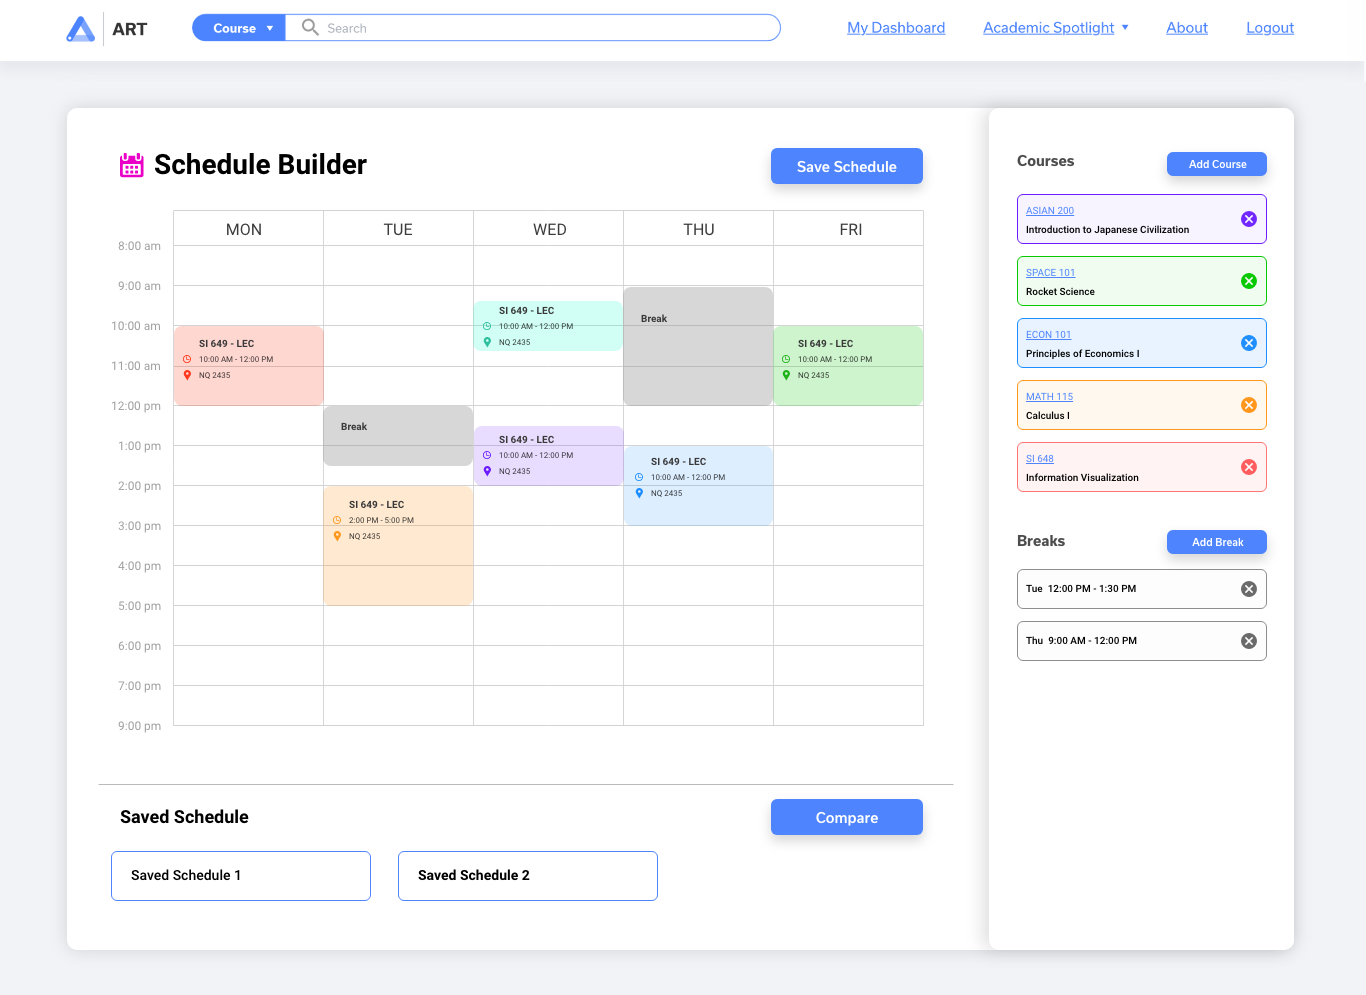 ART
Course
Search
My Dashboard
Academic Spotlight
About
Logout
Schedule Builder
Save Schedule
MON TUE WED THU FRI
8:00 am
9:00 am
10:00 am
11:00 am
12:00 pm
1:00 pm
2:00 pm
3:00 pm
4:00 pm
5:00 pm
6:00 pm
7:00 pm
9:00 pm
SI 649 - LEC
10:00 AM - 12:00 PM
NQ 2435
Break
SI 649 - LEC
2:00 PM - 5:00 PM
NQ 2435
SI 649 - LEC
10:00 AM - 12:00 PM
NQ 2435
SI 649 - LEC
10:00 AM - 12:00 PM
NQ 2435
Break
SI 649 - LEC
10:00 AM - 12:00 PM
NQ 2435
SI 649 - LEC
10:00 AM - 12:00 PM
NQ 2435
Saved Schedule
Compare
Saved Schedule 1
Saved Schedule 2
Courses
Add Course
ASIAN 200
Introduction to Japanese Civilization
SPACE 101
Rocket Science
ECON 101
Principles of Economics I
MATH 115
Calculus I
SI 648
Information Visualization
Breaks
Add Break
Tue 12:00 PM - 1:30 PM
Thu 9:00 AM - 12:00 PM